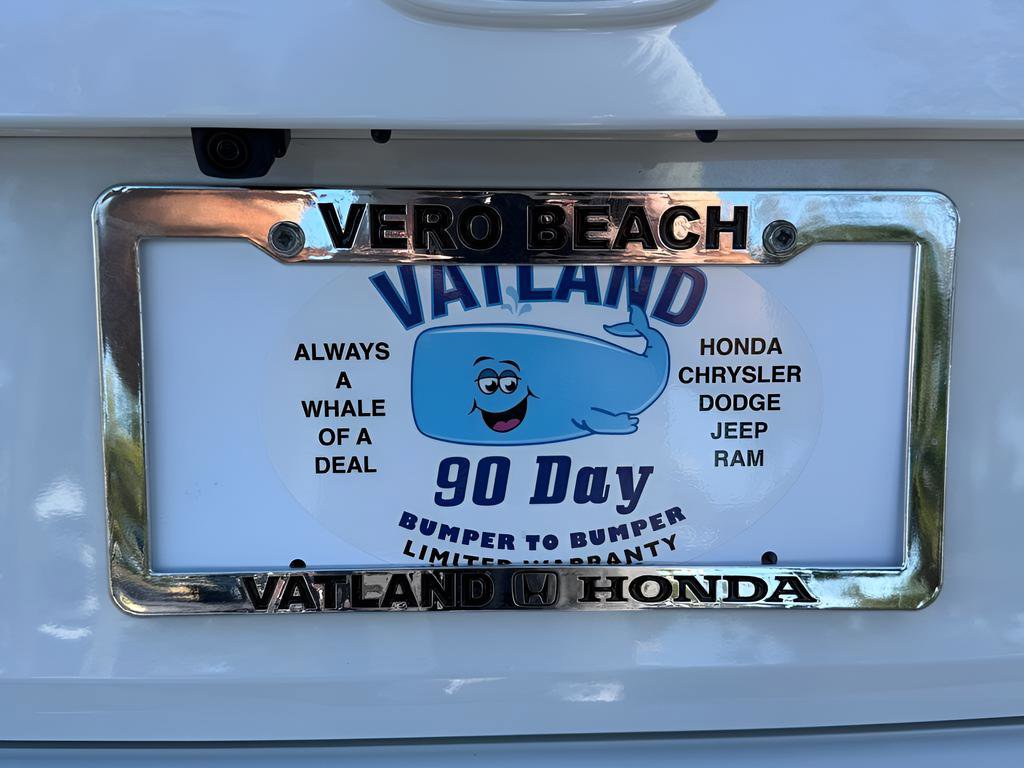 VERO BEACH
VATLAND
ALWAYS
A
WHALE
OF A
DEAL
HONDA
CHRYSLER
DODGE
JEEP
RAM
90 Day
BUMPER TO BUMPER
LIMITED WARRANTY
VATLAND HONDA